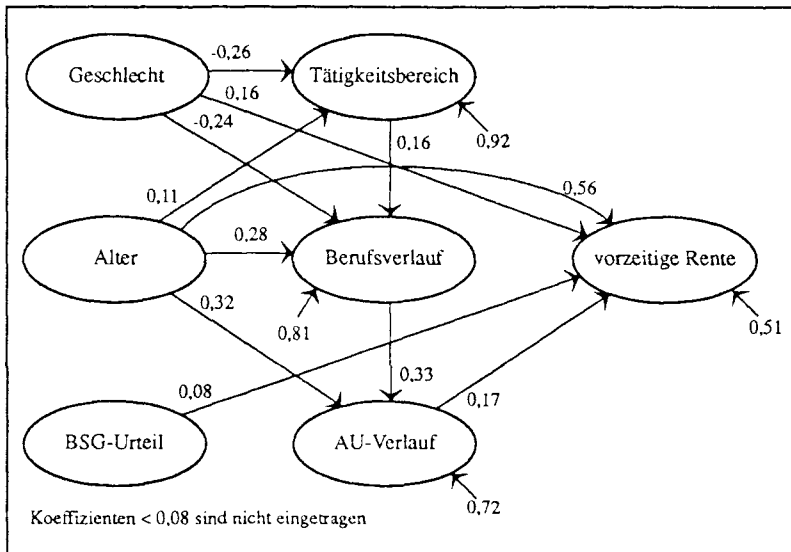 -0,26
Geschlecht
Tätigkeitsbereich
0,16
-0,24
0,16
0,92
0,11
0,56
0,28
Alter
Berufsverlauf
vorzeitige Rente
0,32
0,81
0,51
0,33
0,08
0,17
BSG-Urteil
AU-Verlauf
0,72
Koeffizienten < 0,08 sind nicht eingetragen